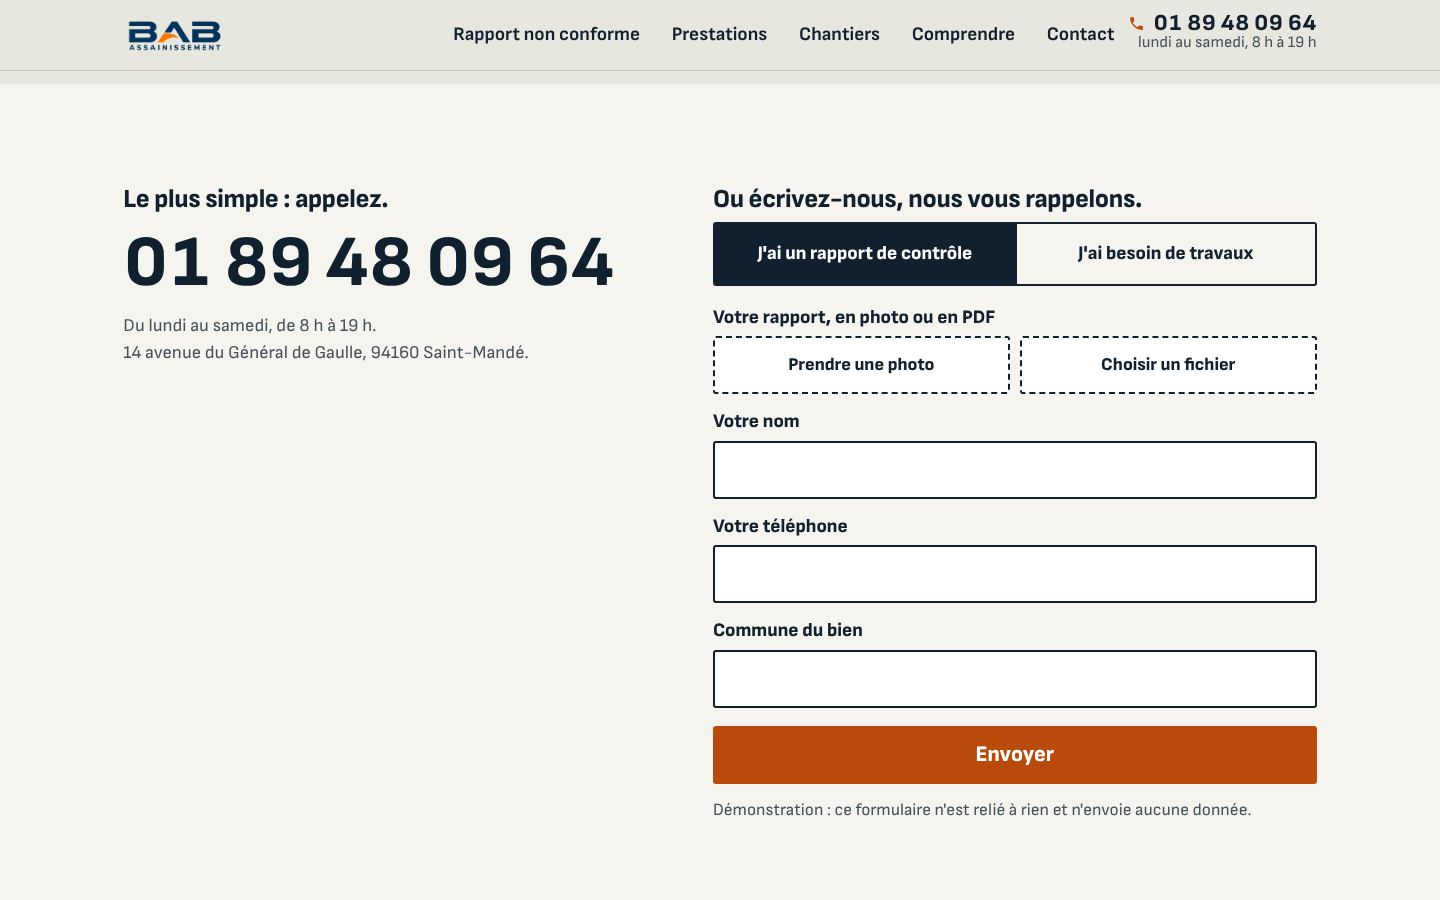 BAB
ASSAINISSEMENT
Rapport non conforme
Prestations
Chantiers
Comprendre
Contact
01 89 48 09 64
lundi au samedi, 8 h à 19 h
Le plus simple : appelez.
01 89 48 09 64
Du lundi au samedi, de 8 h à 19 h.
14 avenue du Général de Gaulle, 94160 Saint-Mandé.
Ou écrivez-nous, nous vous rappelons.
J'ai un rapport de contrôle
J'ai besoin de travaux
Votre rapport, en photo ou en PDF
Prendre une photo
Choisir un fichier
Votre nom
Votre téléphone
Commune du bien
Envoyer
Démonstration : ce formulaire n'est relié à rien et n'envoie aucune donnée.